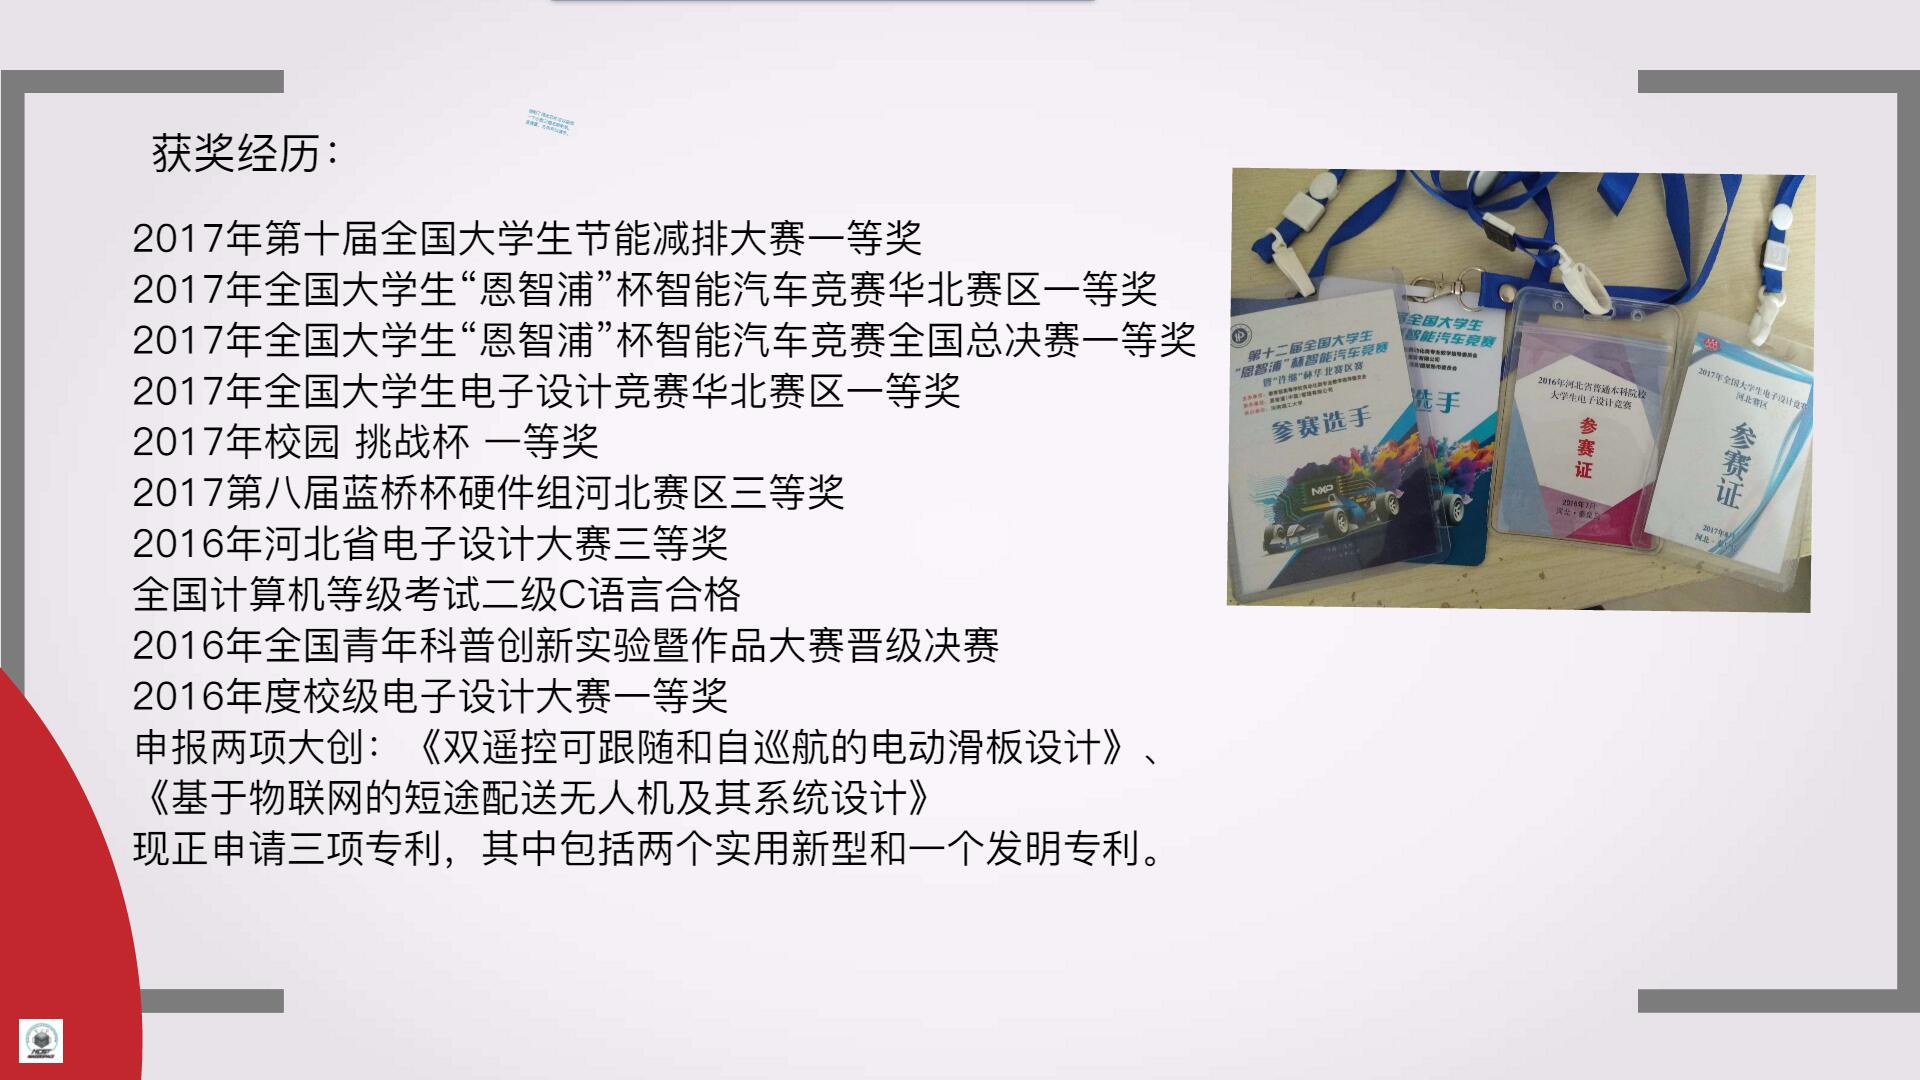 获奖经历：
2017年第十届全国大学生节能减排大赛一等奖
2017年全国大学生“恩智浦”杯智能汽车竞赛华北赛区一等奖
2017年全国大学生“恩智浦”杯智能汽车竞赛全国总决赛一等奖
2017年全国大学生电子设计竞赛华北赛区一等奖
2017年校园 挑战杯 一等奖
2017第八届蓝桥杯硬件组河北赛区三等奖
2016年河北省电子设计大赛三等奖
全国计算机等级考试二级C语言合格
2016年全国青年科普创新实验暨作品大赛晋级决赛
2016年度校级电子设计大赛一等奖
申报两项大创：《双遥控可跟随和自巡航的电动滑板设计》、
《基于物联网的短途配送无人机及其系统设计》
现正申请三项专利，其中包括两个实用新型和一个发明专利。
第十二届全国大学生
“恩智浦”杯智能汽车竞赛
暨“连缩”杯华北赛区赛
参赛选手
NXP
全国大学生
智能汽车竞赛
选手
2016年河北省普通本科院校
大学生电子设计竞赛
参赛证
2016年7月
河北·秦皇岛
2017年全国大学生电子设计竞赛
河北赛区
参赛证
2017年8月
河北·秦